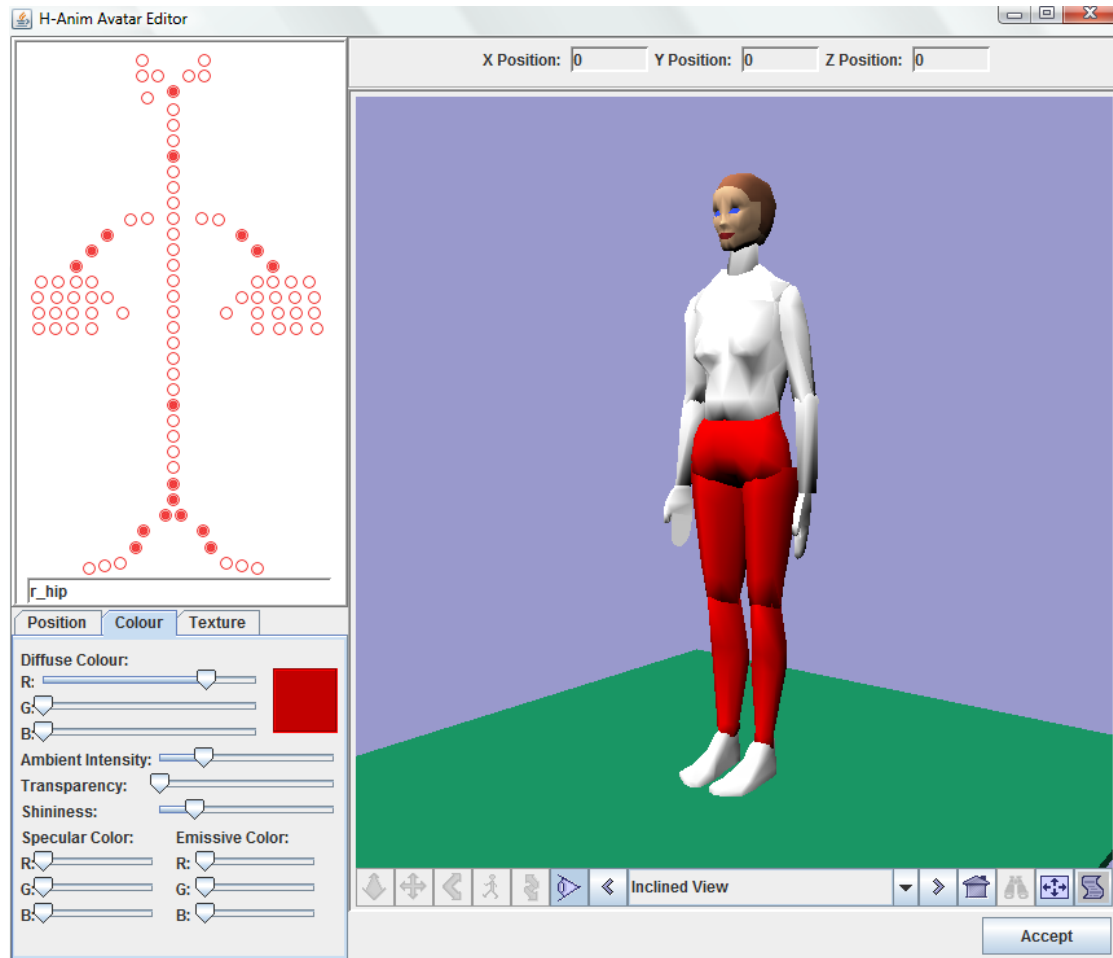 H-Anim Avatar Editor
X Position: 0 Y Position: 0 Z Position: 0
r_hip
Position Colour Texture
Diffuse Colour:
R:
G:
B:
Ambient Intensity:
Transparency:
Shininess:
Specular Color: Emissive Color:
R: R:
G: G:
B: B:
Inclined View
Accept